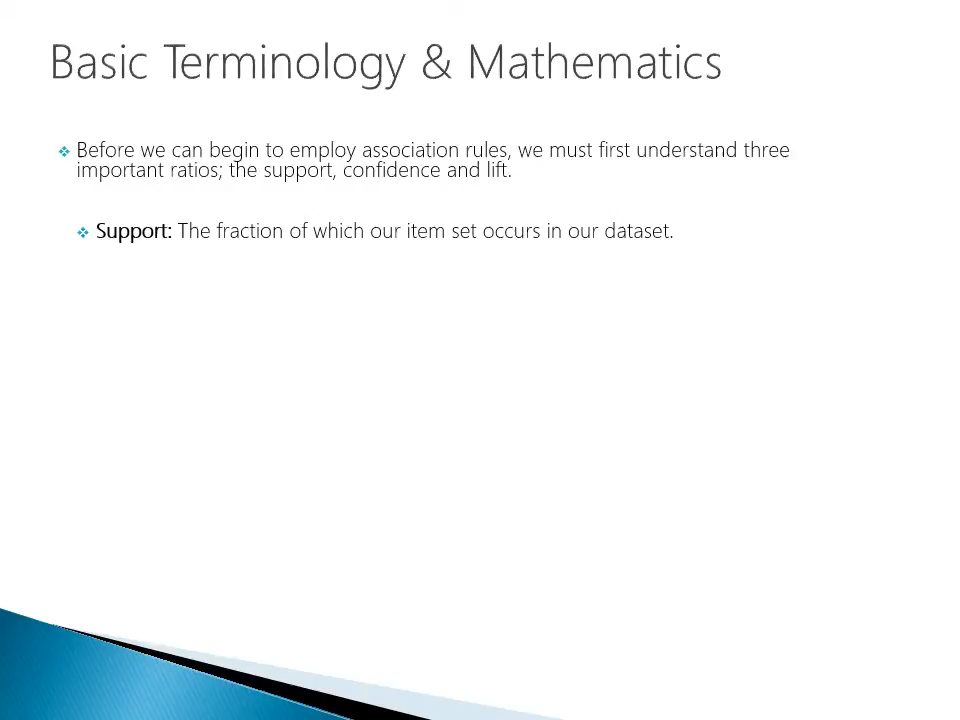 Basic Terminology & Mathematics
Before we can begin to employ association rules, we must first understand three
important ratios; the support, confidence and lift.
Support: The fraction of which our item set occurs in our dataset.